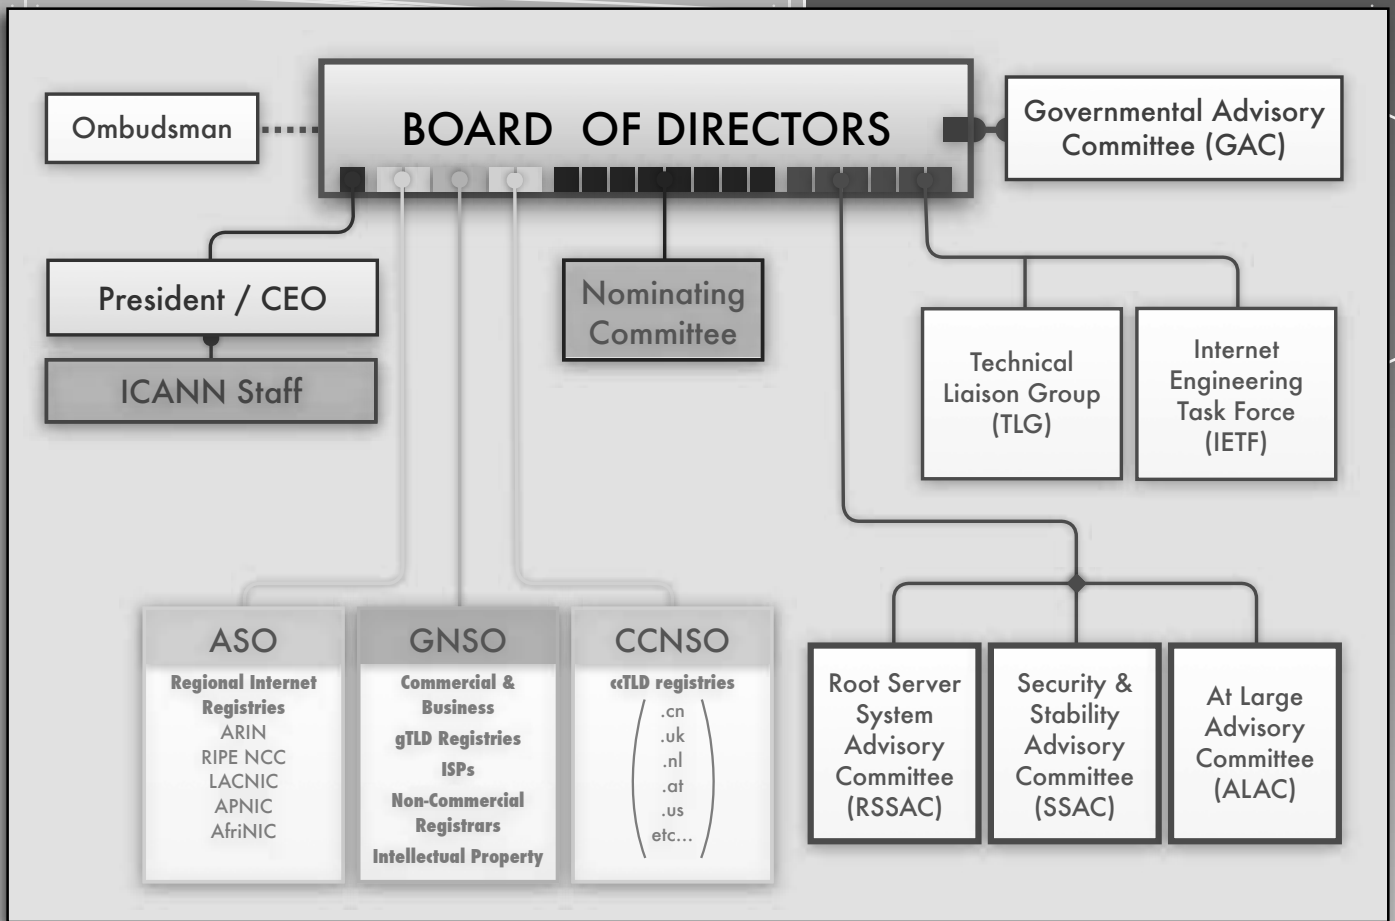 BOARD OF DIRECTORS
Ombudsman
Governmental Advisory
Committee (GAC)
President / CEO
ICANN Staff
Nominating
Committee
Technical
Liaison Group
(TLG)
Internet
Engineering
Task Force
(IETF)
ASO
Regional Internet
Registries
ARIN
RIPE NCC
LACNIC
APNIC
AfriNIC
GNSO
Commercial &
Business
gTLD Registries
ISPs
Non-Commercial
Registrars
Intellectual Property
CCNSO
ccTLD registries
.cn
.uk
.nl
.at
.us
etc...
Root Server
System
Advisory
Committee
(RSSAC)
Security &
Stability
Advisory
Committee
(SSAC)
At Large
Advisory
Committee
(ALAC)